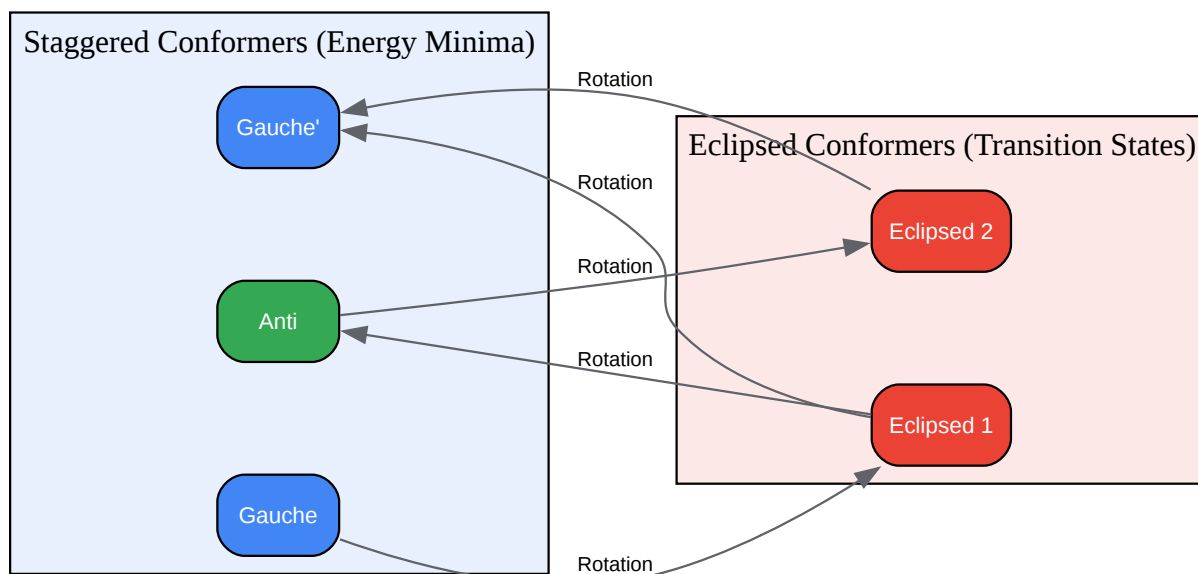 Staggered Conformers (Energy Minima)
Gauche'
Anti
Gauche
Rotation
Rotation
Rotation
Rotation
Rotation
Eclipsed Conformers (Transition States)
Eclipsed 2
Eclipsed 1